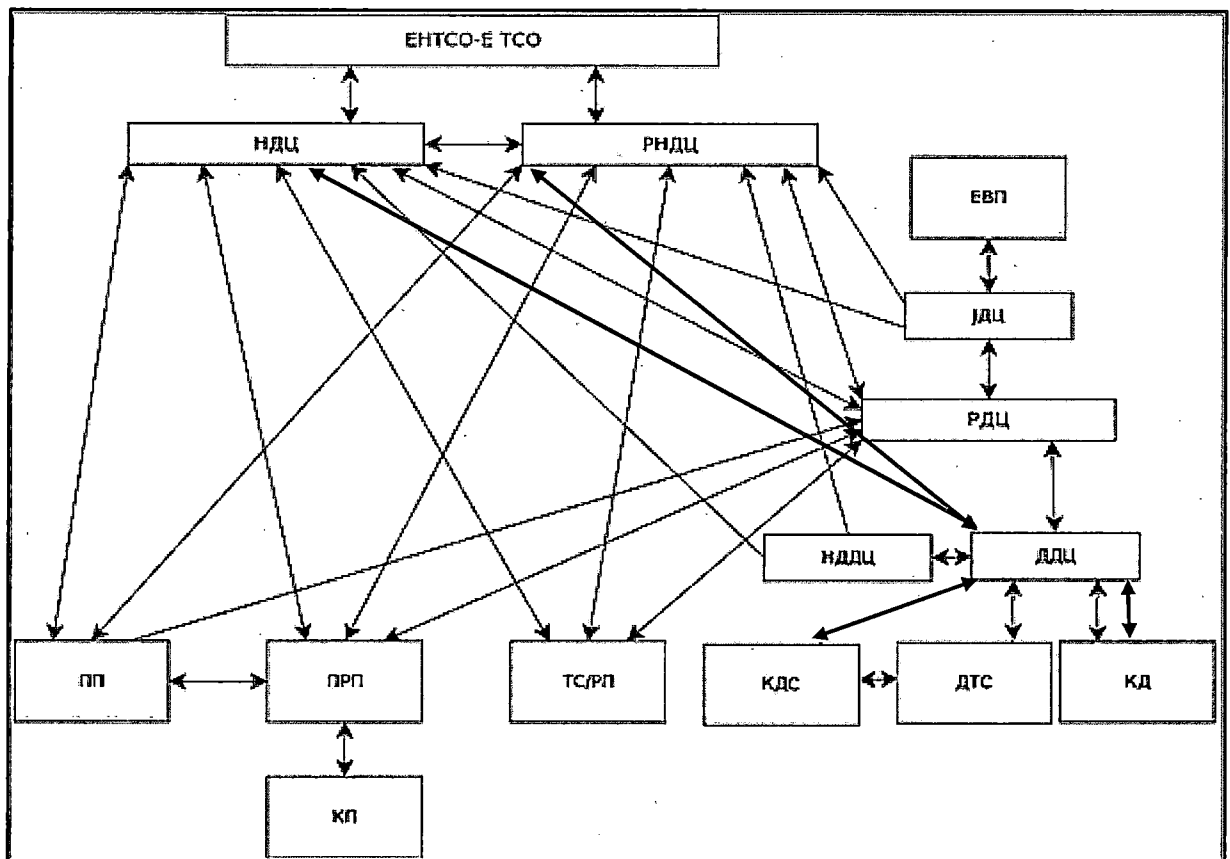 ЕНТСО-Е ТСО
НДЦ
РНДЦ
ЕВП
ЈДЦ
РДЦ
НДДЦ
ДДЦ
ПП
ПРП
ТС/РП
КДС
ДТС
КД
КП